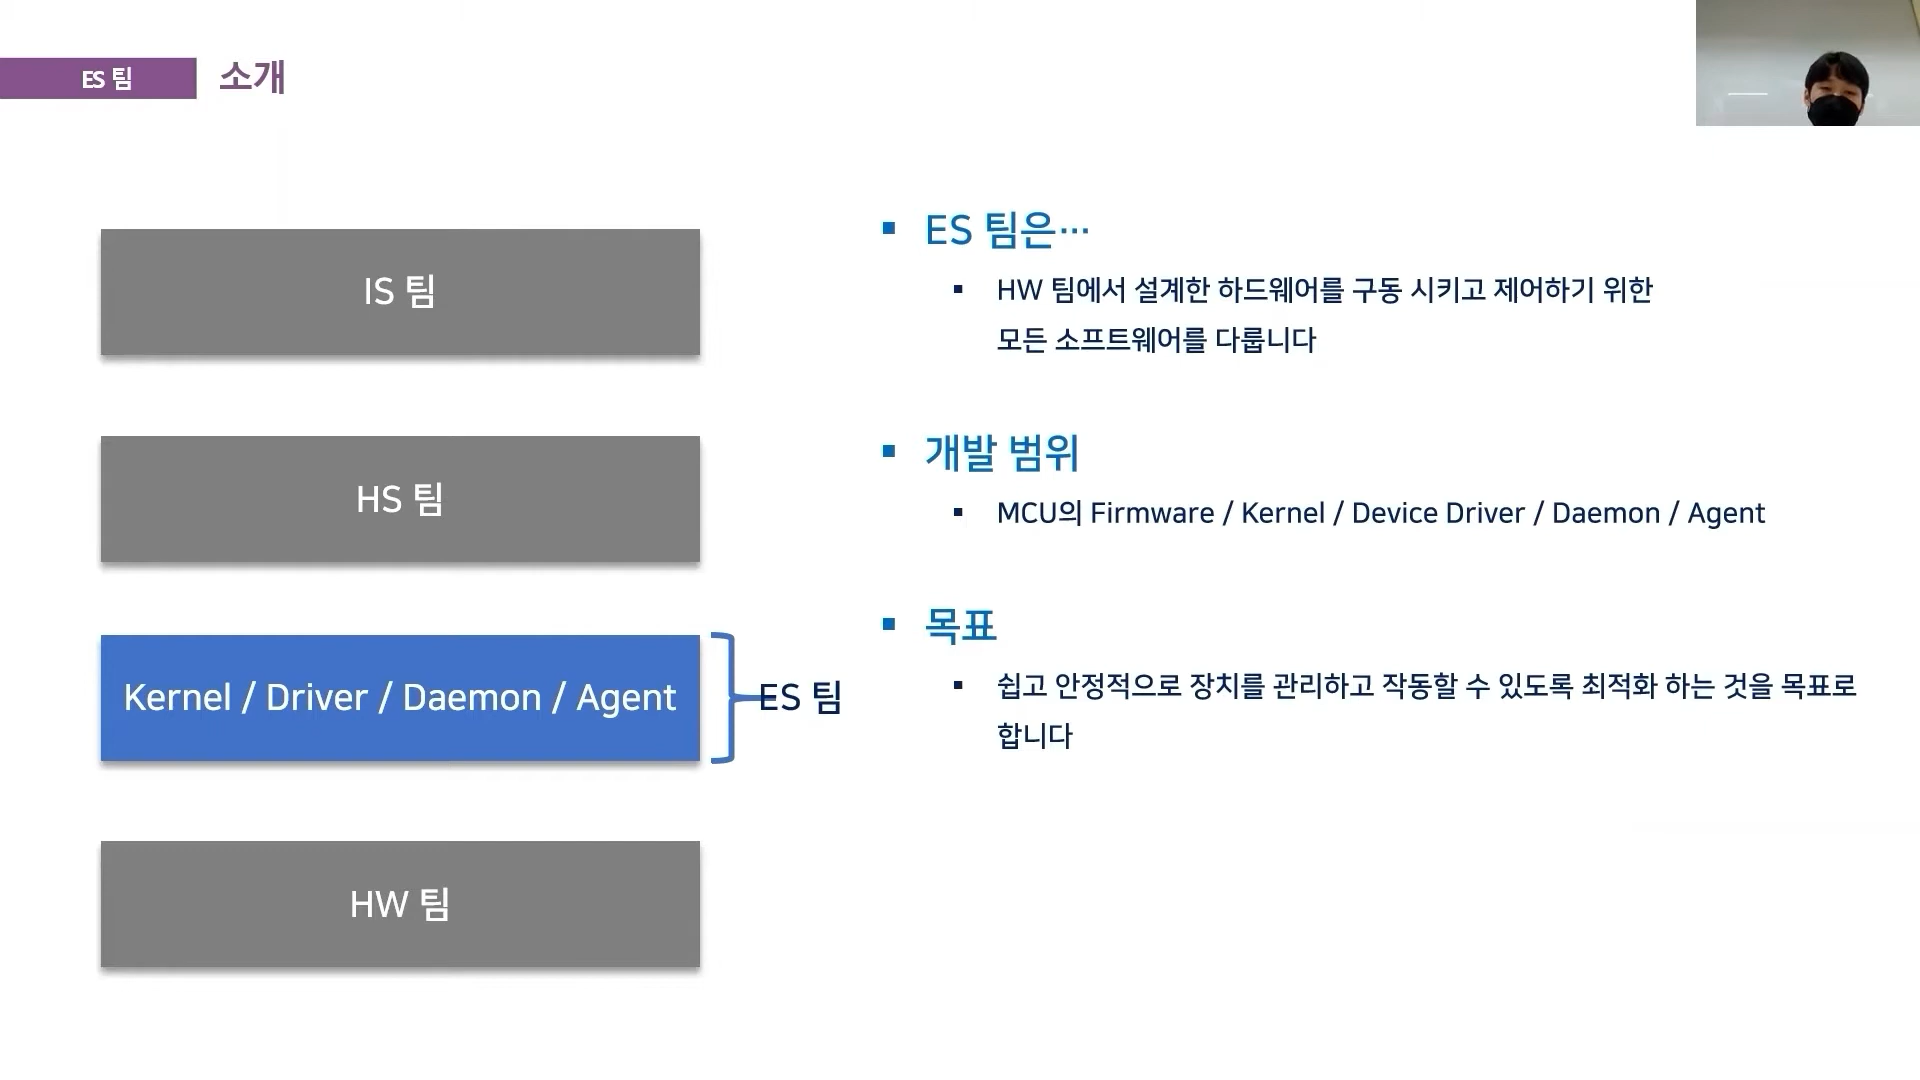 ES 팀
소개
IS 팀
HS 팀
Kernel / Driver / Daemon / Agent
ES 팀
HW 팀
ES 팀은…
HW 팀에서 설계한 하드웨어를 구동 시키고 제어하기 위한
모든 소프트웨어를 다룹니다
개발 범위
MCU의 Firmware / Kernel / Device Driver / Daemon / Agent
목표
쉽고 안정적으로 장치를 관리하고 작동할 수 있도록 최적화 하는 것을 목표로
합니다